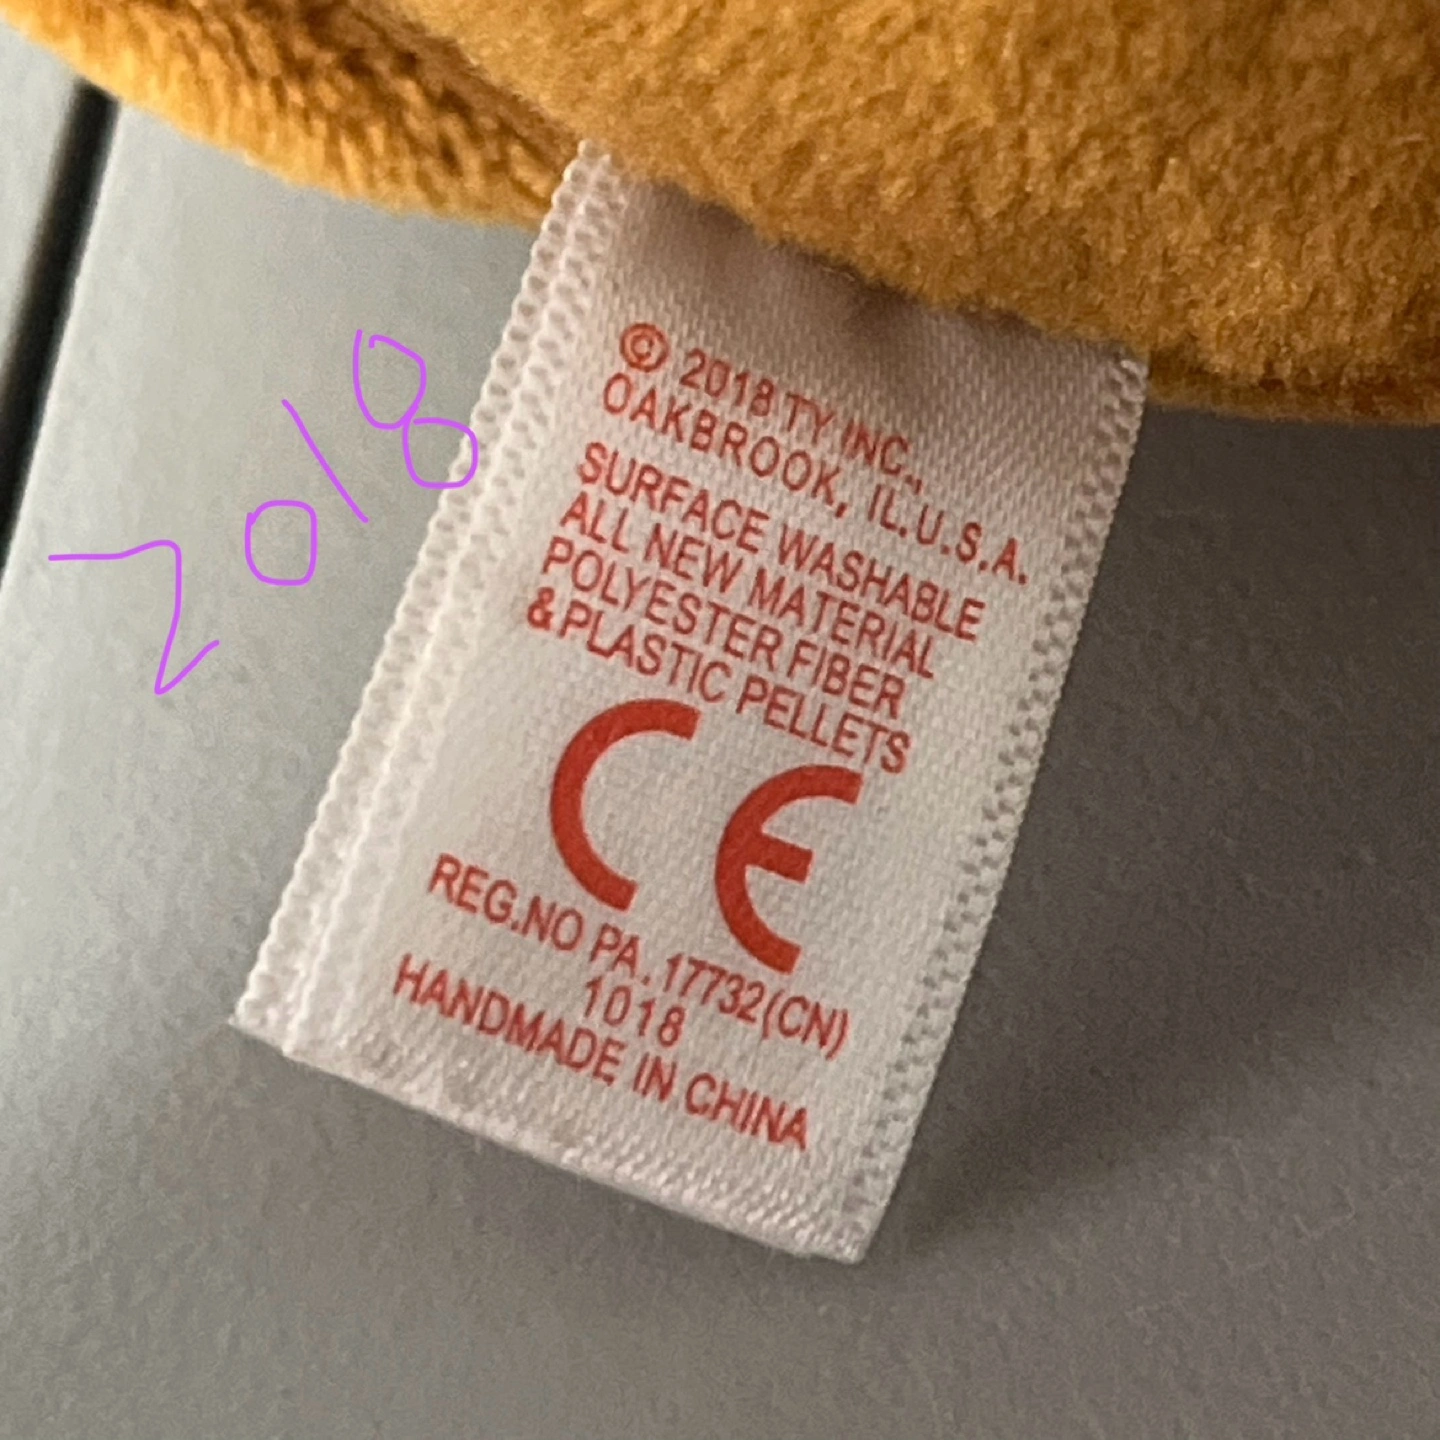 2018
© 2018 TY INC.,
OAKBROOK, IL.U.S.A.
SURFACE WASHABLE
ALL NEW MATERIAL
POLYESTER FIBER
& PLASTIC PELLETS
CE
REG.NO PA. 17732(CN)
1018
HANDMADE IN CHINA